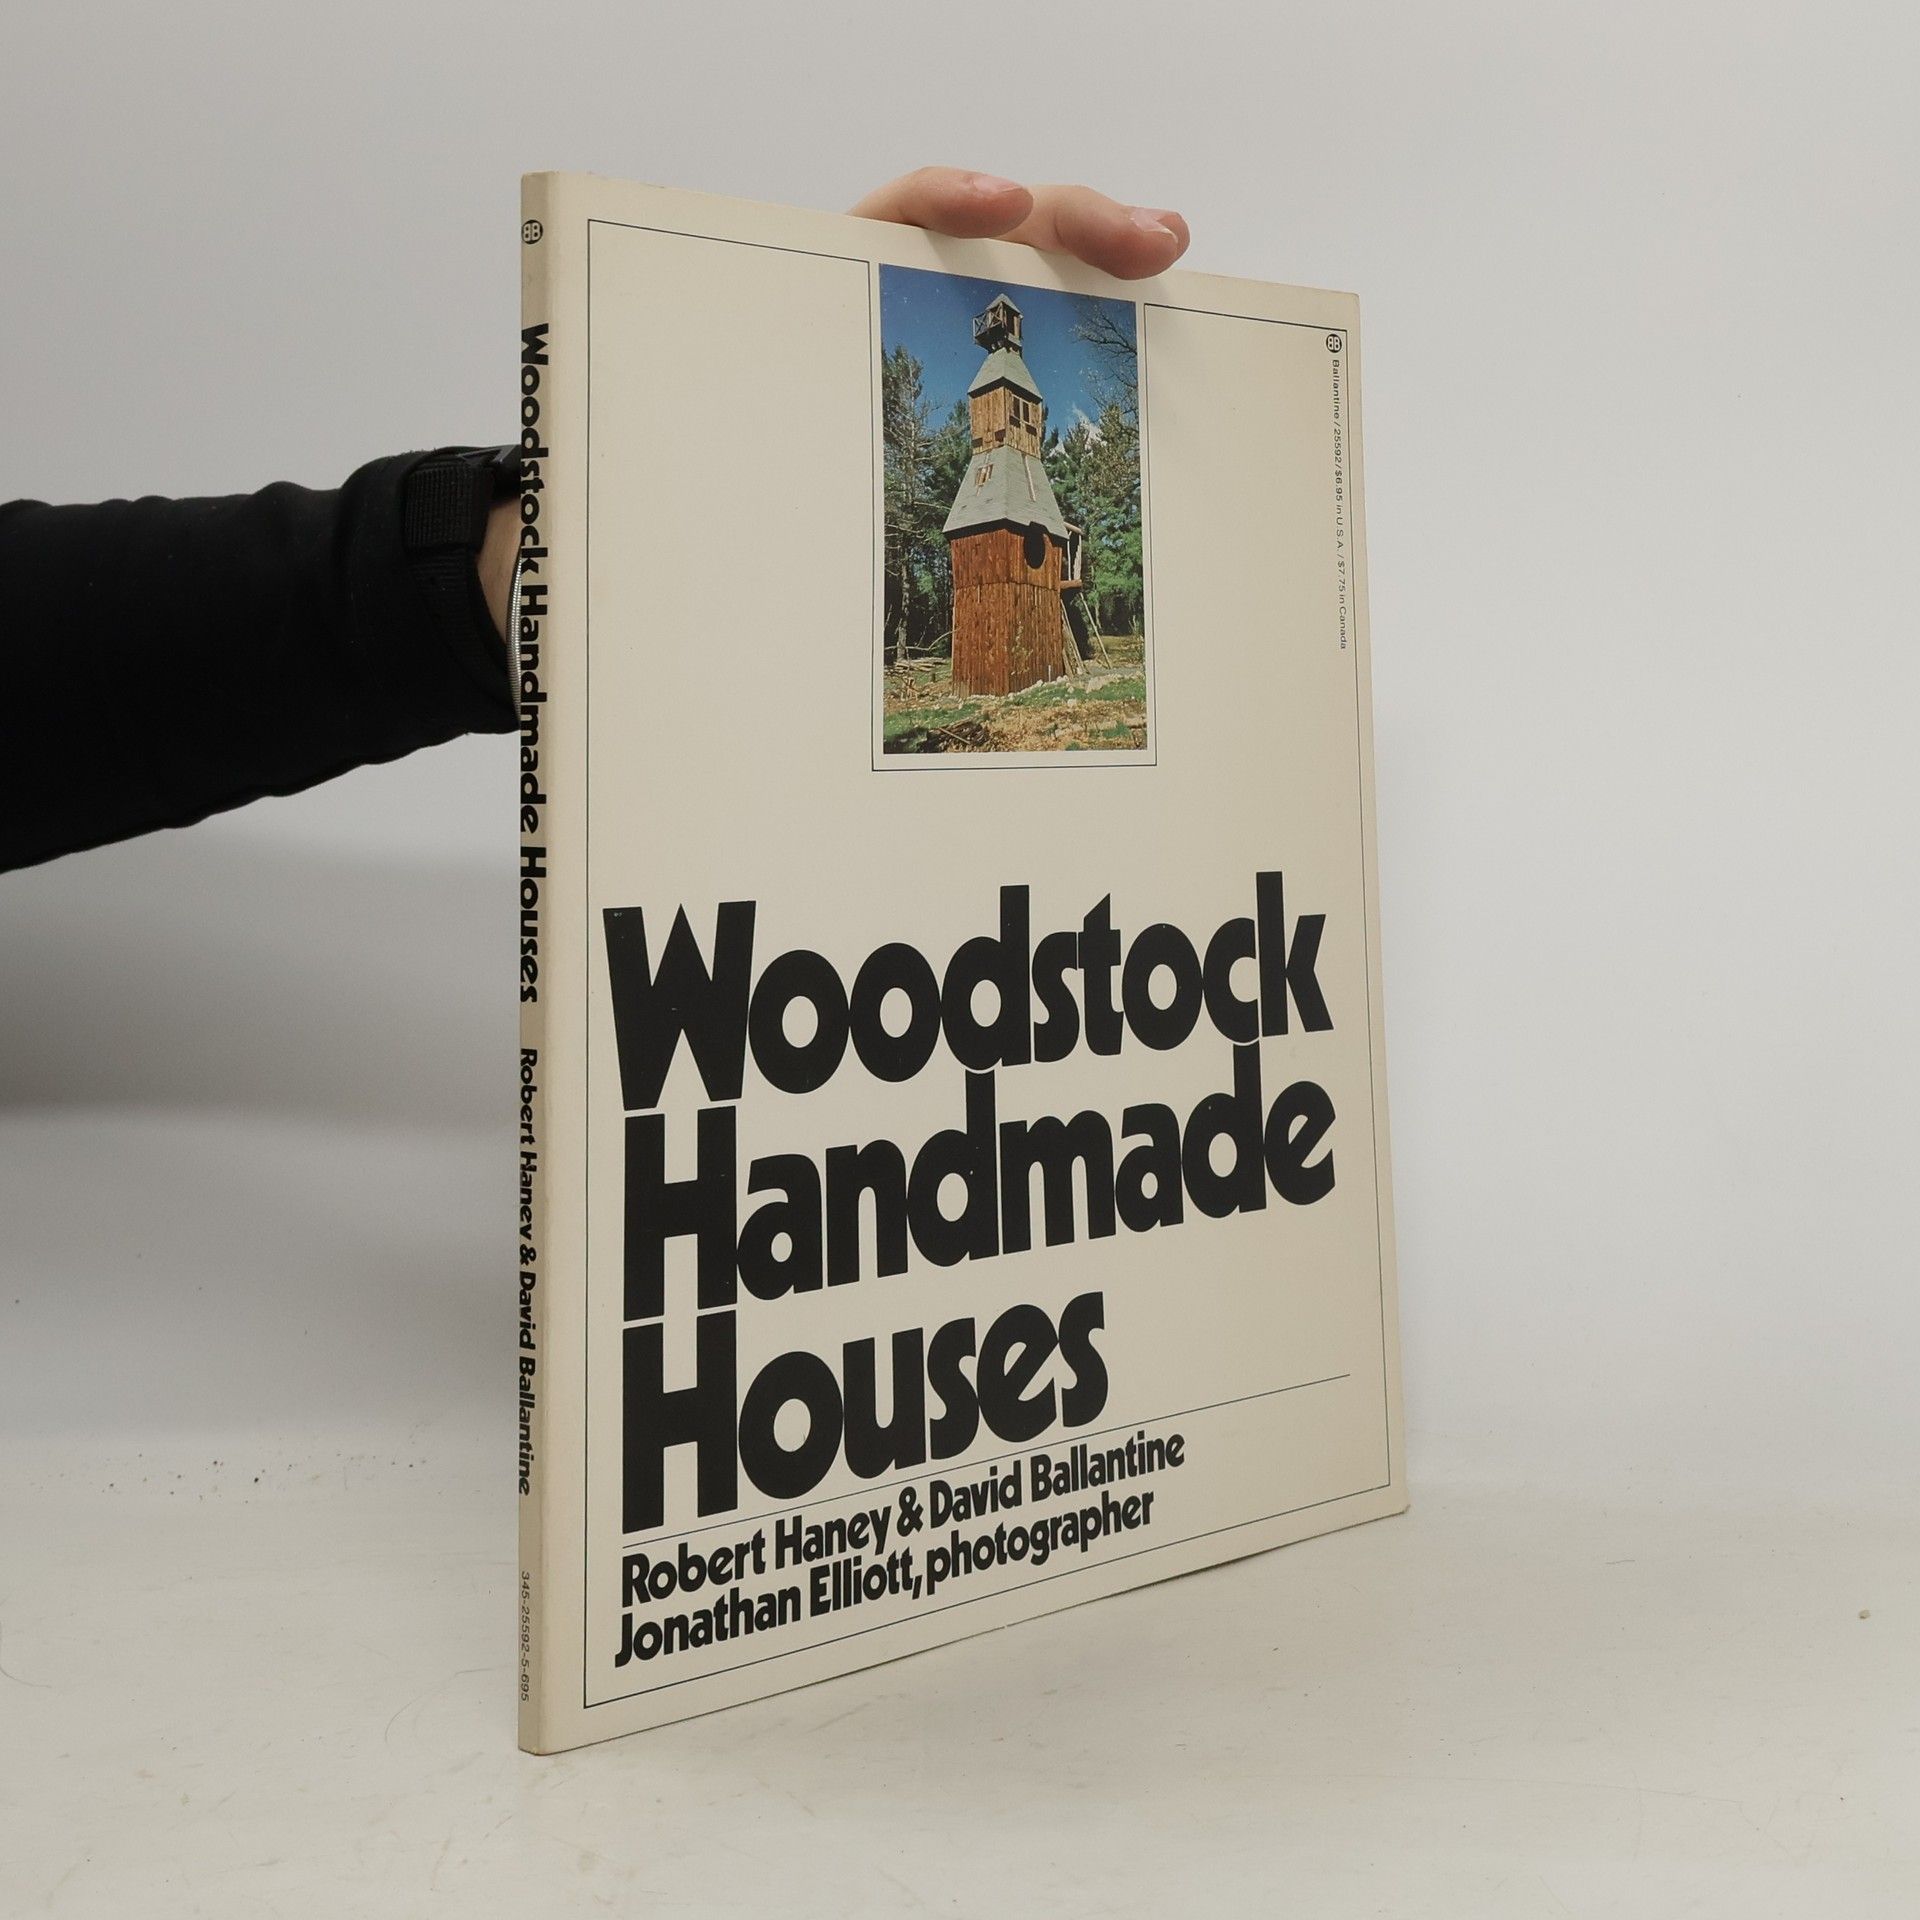 BB
Woodstock Handmade Houses Robert Haney & David Ballantine
345-25592-5-695
BB Ballantine/25592/$6.95 in U.S.A./$7.75 in Canada
Woodstock
Handmade
Houses
Robert Haney & David Ballantine
Jonathan Elliott, photographer